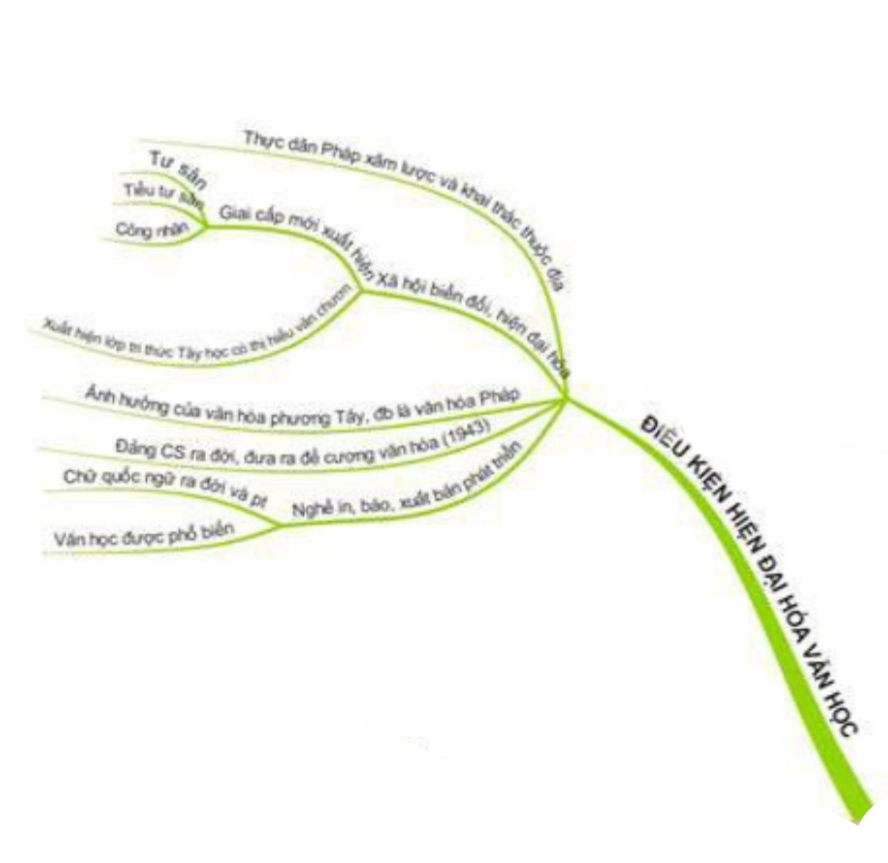 Thực dân Pháp xâm lược và khai thác thuộc địa
Tư sản
Tiểu tư sản
Công nhân
Giai cấp mới xuất hiện
Xuất hiện lớp trí thức Tây học có thị hiếu văn chươn
Xã hội biến đổi, hiện đại hóa
Ảnh hưởng của văn hóa phương Tây, đb là văn hóa Pháp
Đảng CS ra đời, đưa ra đề cương văn hóa (1943)
Chữ quốc ngữ ra đời và pt
Văn học được phổ biến
Nghề in, báo, xuất bản phát triển
ĐIỀU KIỆN HIỆN ĐẠI HÓA VĂN HỌC